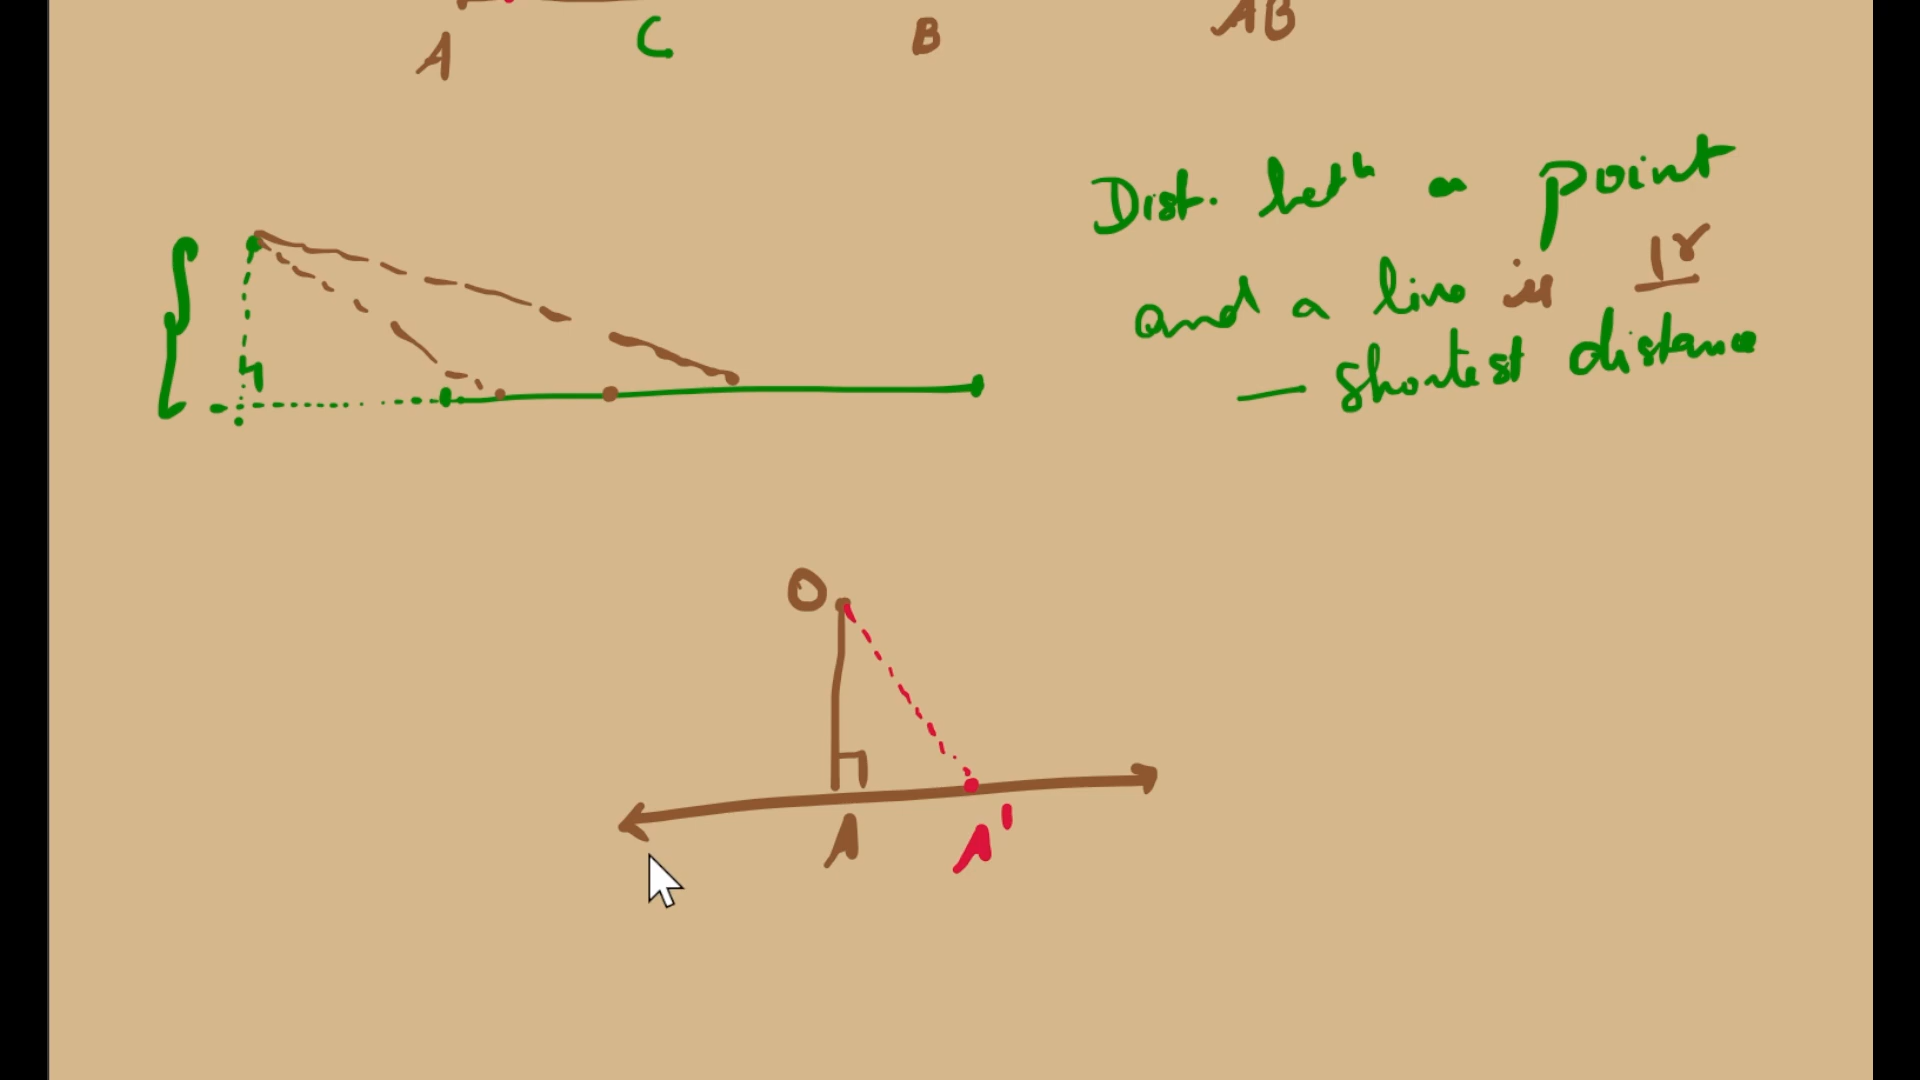 A C B AB
Dist. betn a point
and a line is ⊥r
— Shortest distance
O
A A'